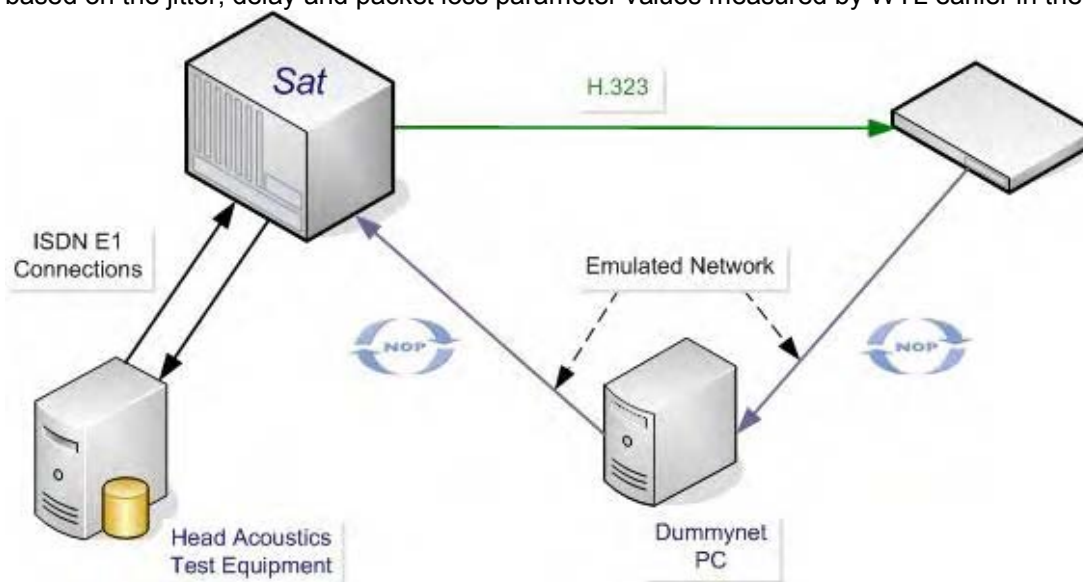 based on the jitter, delay and packet loss parameter values measured by WTL earlier in the
Sat
H.323
ISDN E1
Connections
Emulated Network
NOP
NOP
Head Acoustics
Test Equipment
Dummynet
PC